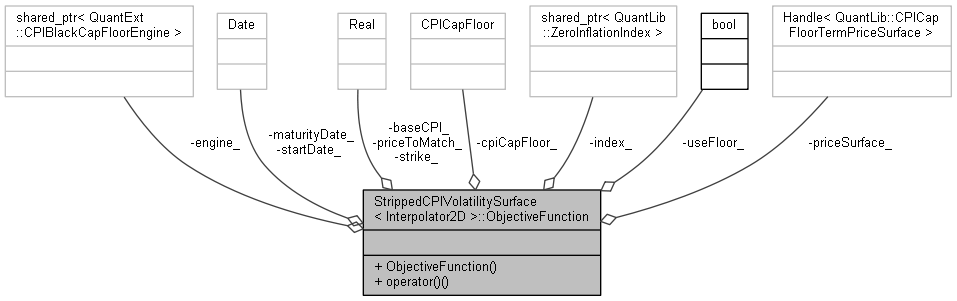 shared_ptr< QuantExt
::CPIBlackCapFloorEngine >
Date
Real
CPICapFloor
shared_ptr< QuantLib
::ZeroInflationIndex >
bool
Handle< QuantLib::CPICap
FloorTermPriceSurface >
-engine_
-maturityDate_
-startDate_
-baseCPI_
-priceToMatch_
-strike_
-cpiCapFloor_
-index_
-useFloor_
-priceSurface_
StrippedCPIVolatilitySurface
< Interpolator2D >::ObjectiveFunction
+ ObjectiveFunction()
+ operator()()